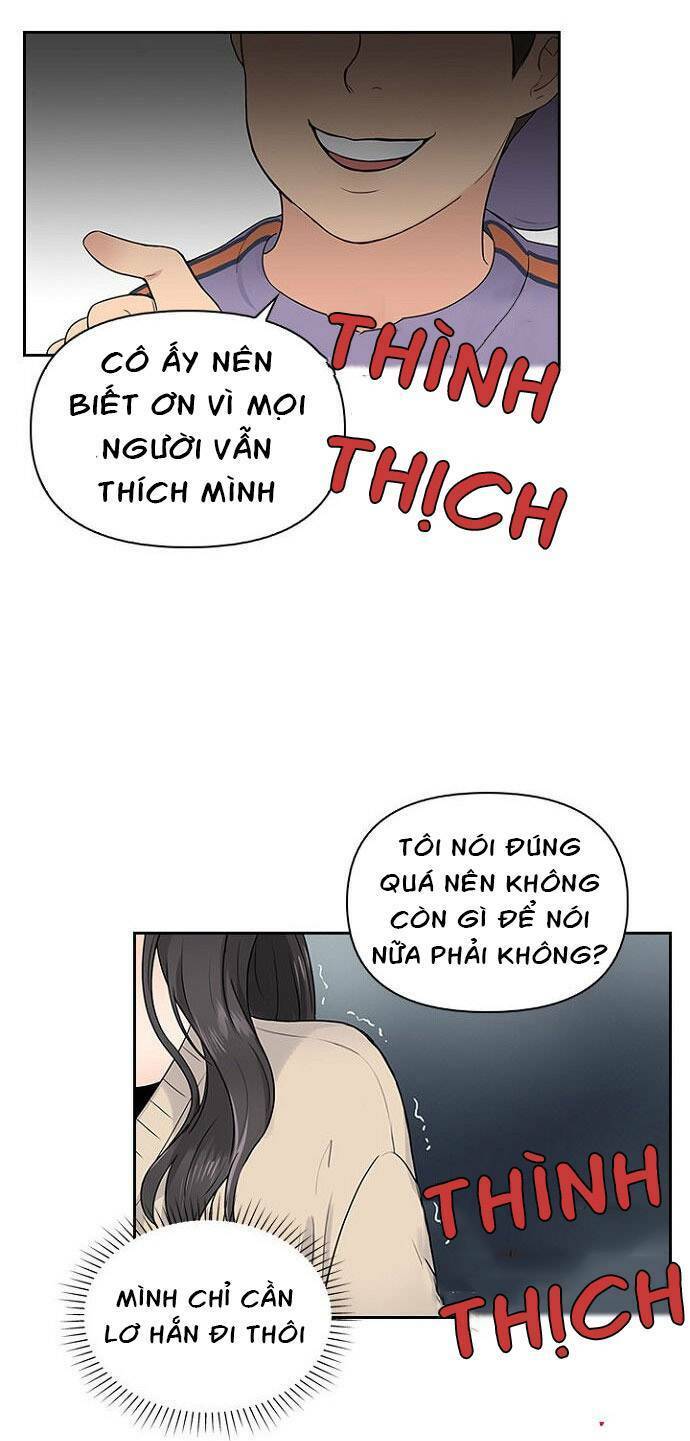 CÔ ẤY NÊN
BIẾT ƠN VÌ MỌI
NGƯỜI VẪN
THÍCH MÌNH
THÌNH
THỊCH
TÔI NÓI ĐÚNG
QUÁ NÊN KHÔNG
CÒN GÌ ĐỂ NÓI
NỮA PHẢI KHÔNG?
THÌNH
THỊCH
MÌNH CHỈ CẦN
LƠ HẮN ĐI THÔI